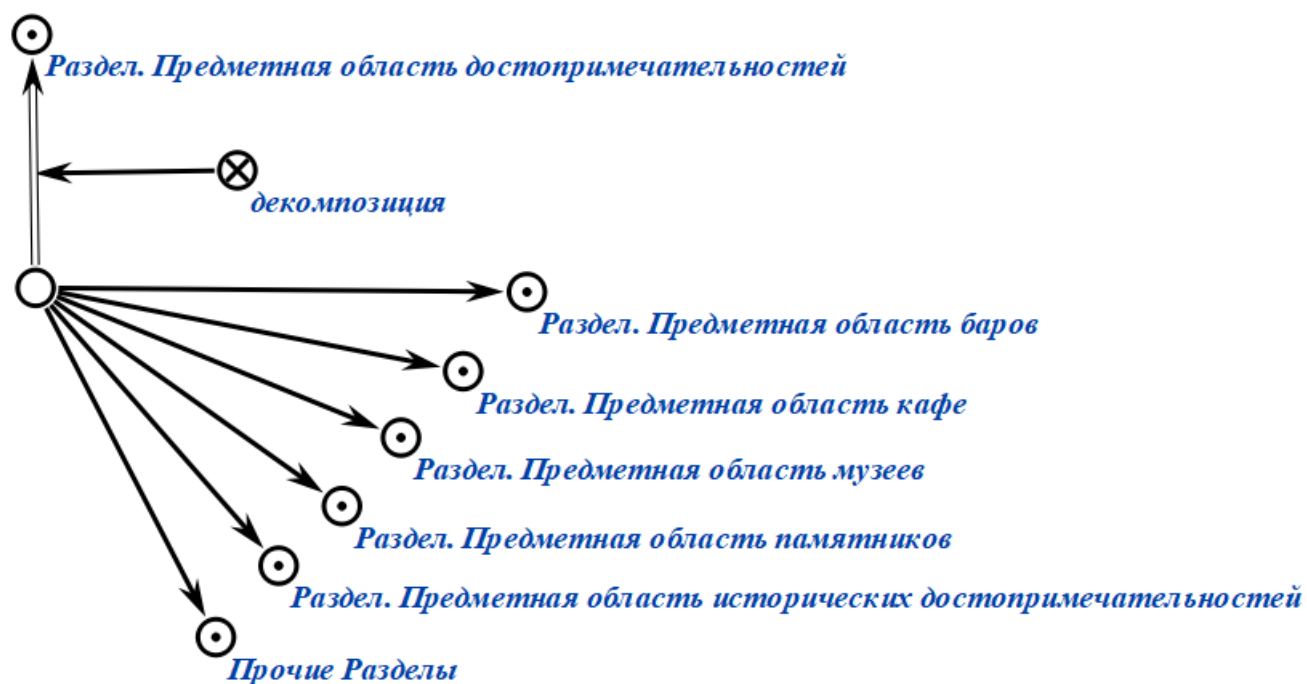 Раздел. Предметная область достопримечательностей
декомпозиция
Раздел. Предметная область баров
Раздел. Предметная область кафе
Раздел. Предметная область музеев
Раздел. Предметная область памятников
Раздел. Предметная область исторических достопримечательностей
Прочие Разделы